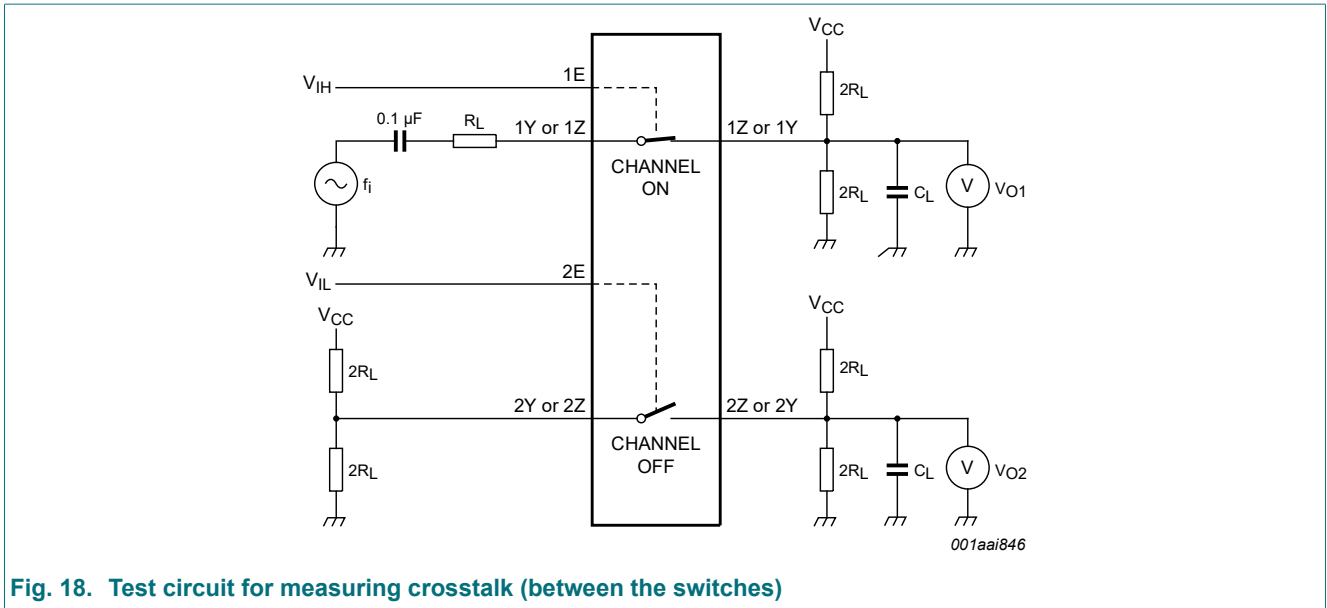 VCC
1E
VIH
2RL
0.1 µF
RL
1Y or 1Z
1Z or 1Y
CHANNEL
ON
fi
2RL
CL
V
VO1
2E
VIL
VCC
VCC
2RL
2RL
2Y or 2Z
2Z or 2Y
CHANNEL
OFF
2RL
2RL
CL
V
VO2
001aai846
Fig. 18. Test circuit for measuring crosstalk (between the switches)